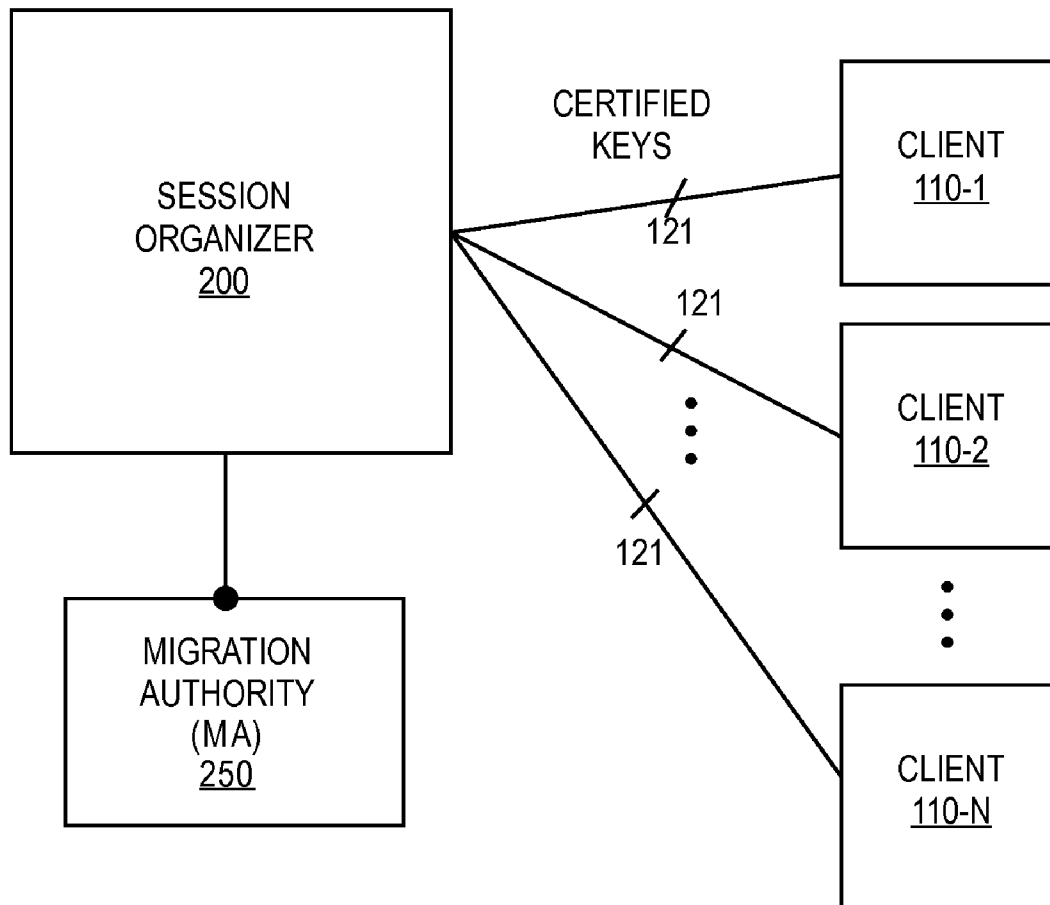 SESSION
ORGANIZER
200
CERTIFIED
KEYS
121
121
121
CLIENT
110-1
CLIENT
110-2
CLIENT
110-N
MIGRATION
AUTHORITY
(MA)
250